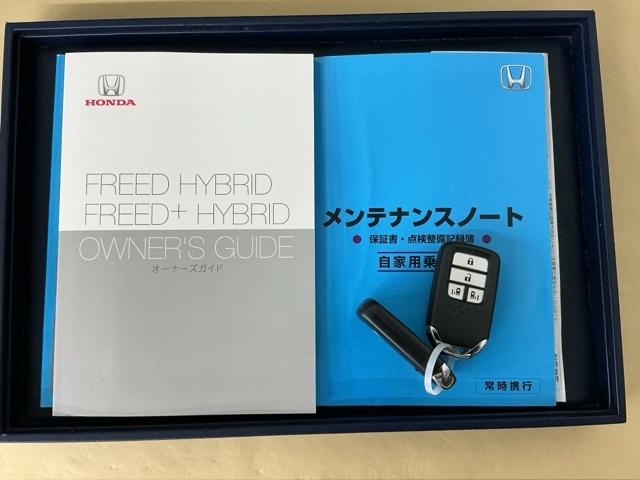 HONDA
FREED HYBRID
FREED+ HYBRID
OWNER'S GUIDE
オーナーズガイド
メンテナンスノート
保証書・点検整備記録簿
自家用乗
常時携行